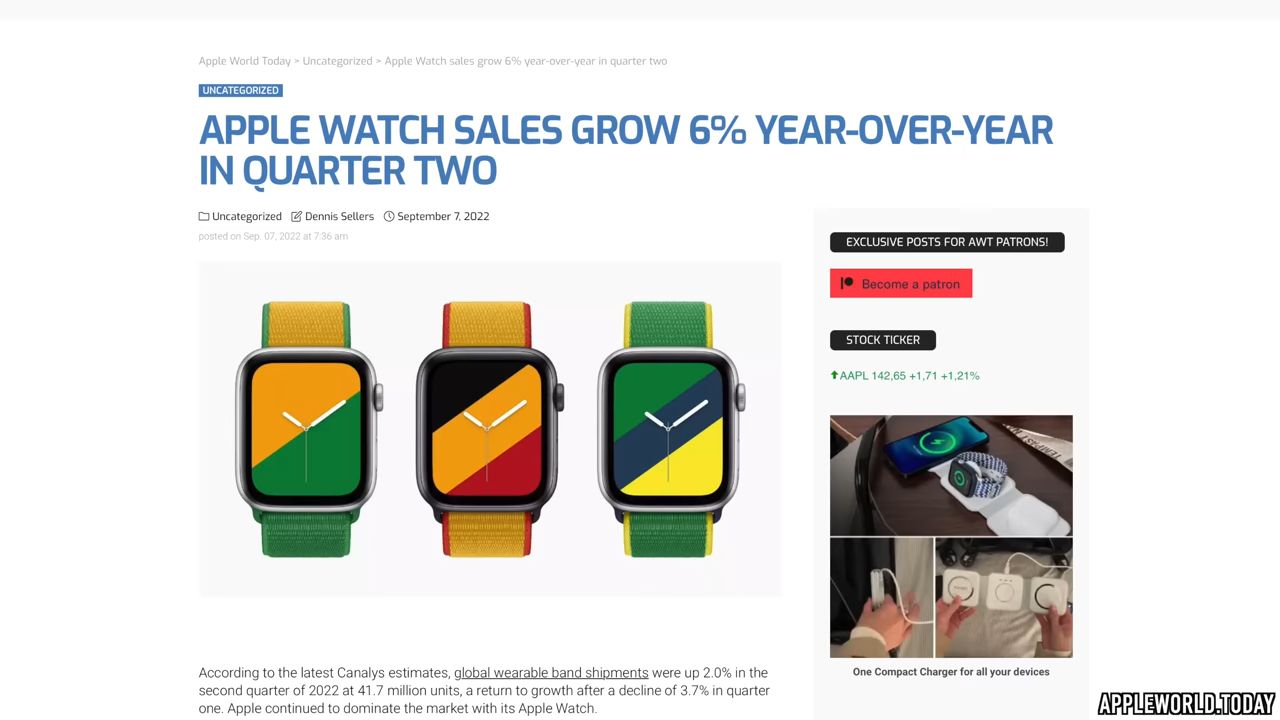 Apple World Today > Uncategorized > Apple Watch sales grow 6% year-over-year in quarter two
UNCATEGORIZED
APPLE WATCH SALES GROW 6% YEAR-OVER-YEAR
IN QUARTER TWO
Uncategorized Dennis Sellers September 7, 2022
posted on Sep. 07, 2022 at 7:36 am
According to the latest Canalys estimates, global wearable band shipments were up 2.0% in the
second quarter of 2022 at 41.7 million units, a return to growth after a decline of 3.7% in quarter
one. Apple continued to dominate the market with its Apple Watch.
EXCLUSIVE POSTS FOR AWT PATRONS!
Become a patron
STOCK TICKER
AAPL 142,65 +1,71 +1,21%
One Compact Charger for all your devices
APPLEWORLD.TODAY